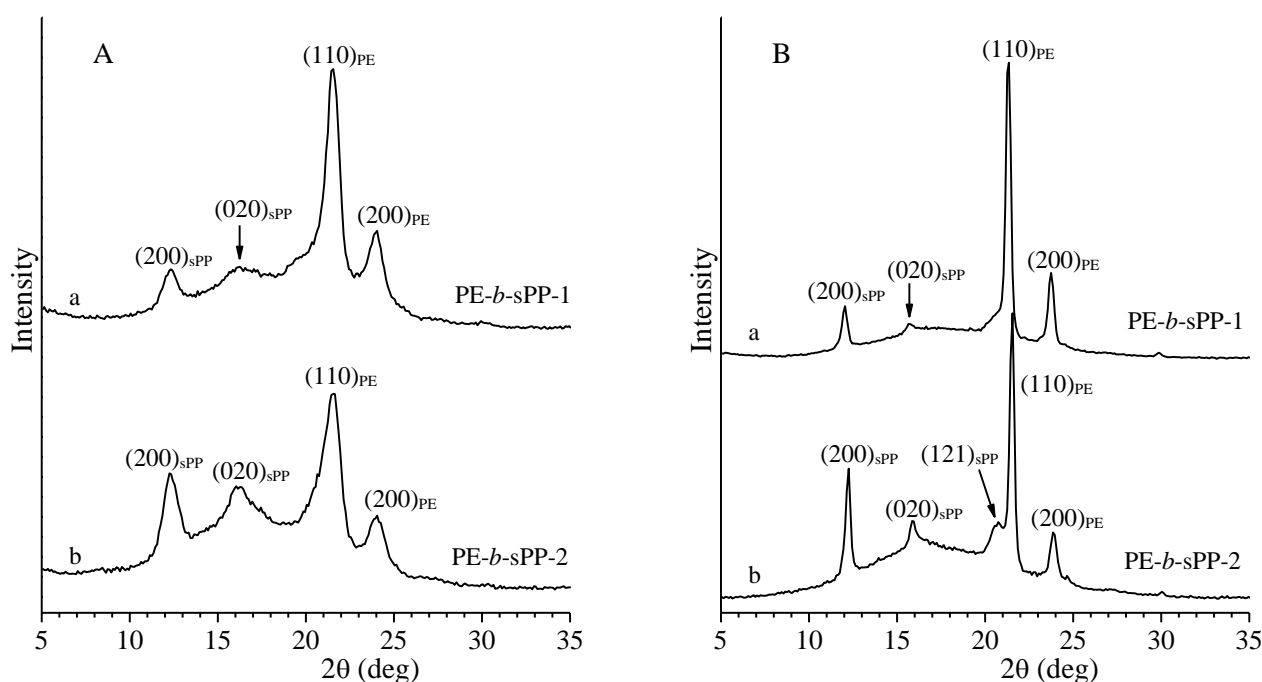 A
Intensity
(200)sPP
(020)sPP
(110)PE
(200)PE
a
PE-b-sPP-1
(200)sPP
(020)sPP
(110)PE
(200)PE
b
PE-b-sPP-2
5 10 15 20 25 30 35
2θ (deg)
B
Intensity
(200)sPP
(020)sPP
(110)PE
(200)PE
a
PE-b-sPP-1
(200)sPP
(020)sPP
(121)sPP
(110)PE
(200)PE
b
PE-b-sPP-2
5 10 15 20 25 30 35
2θ (deg)